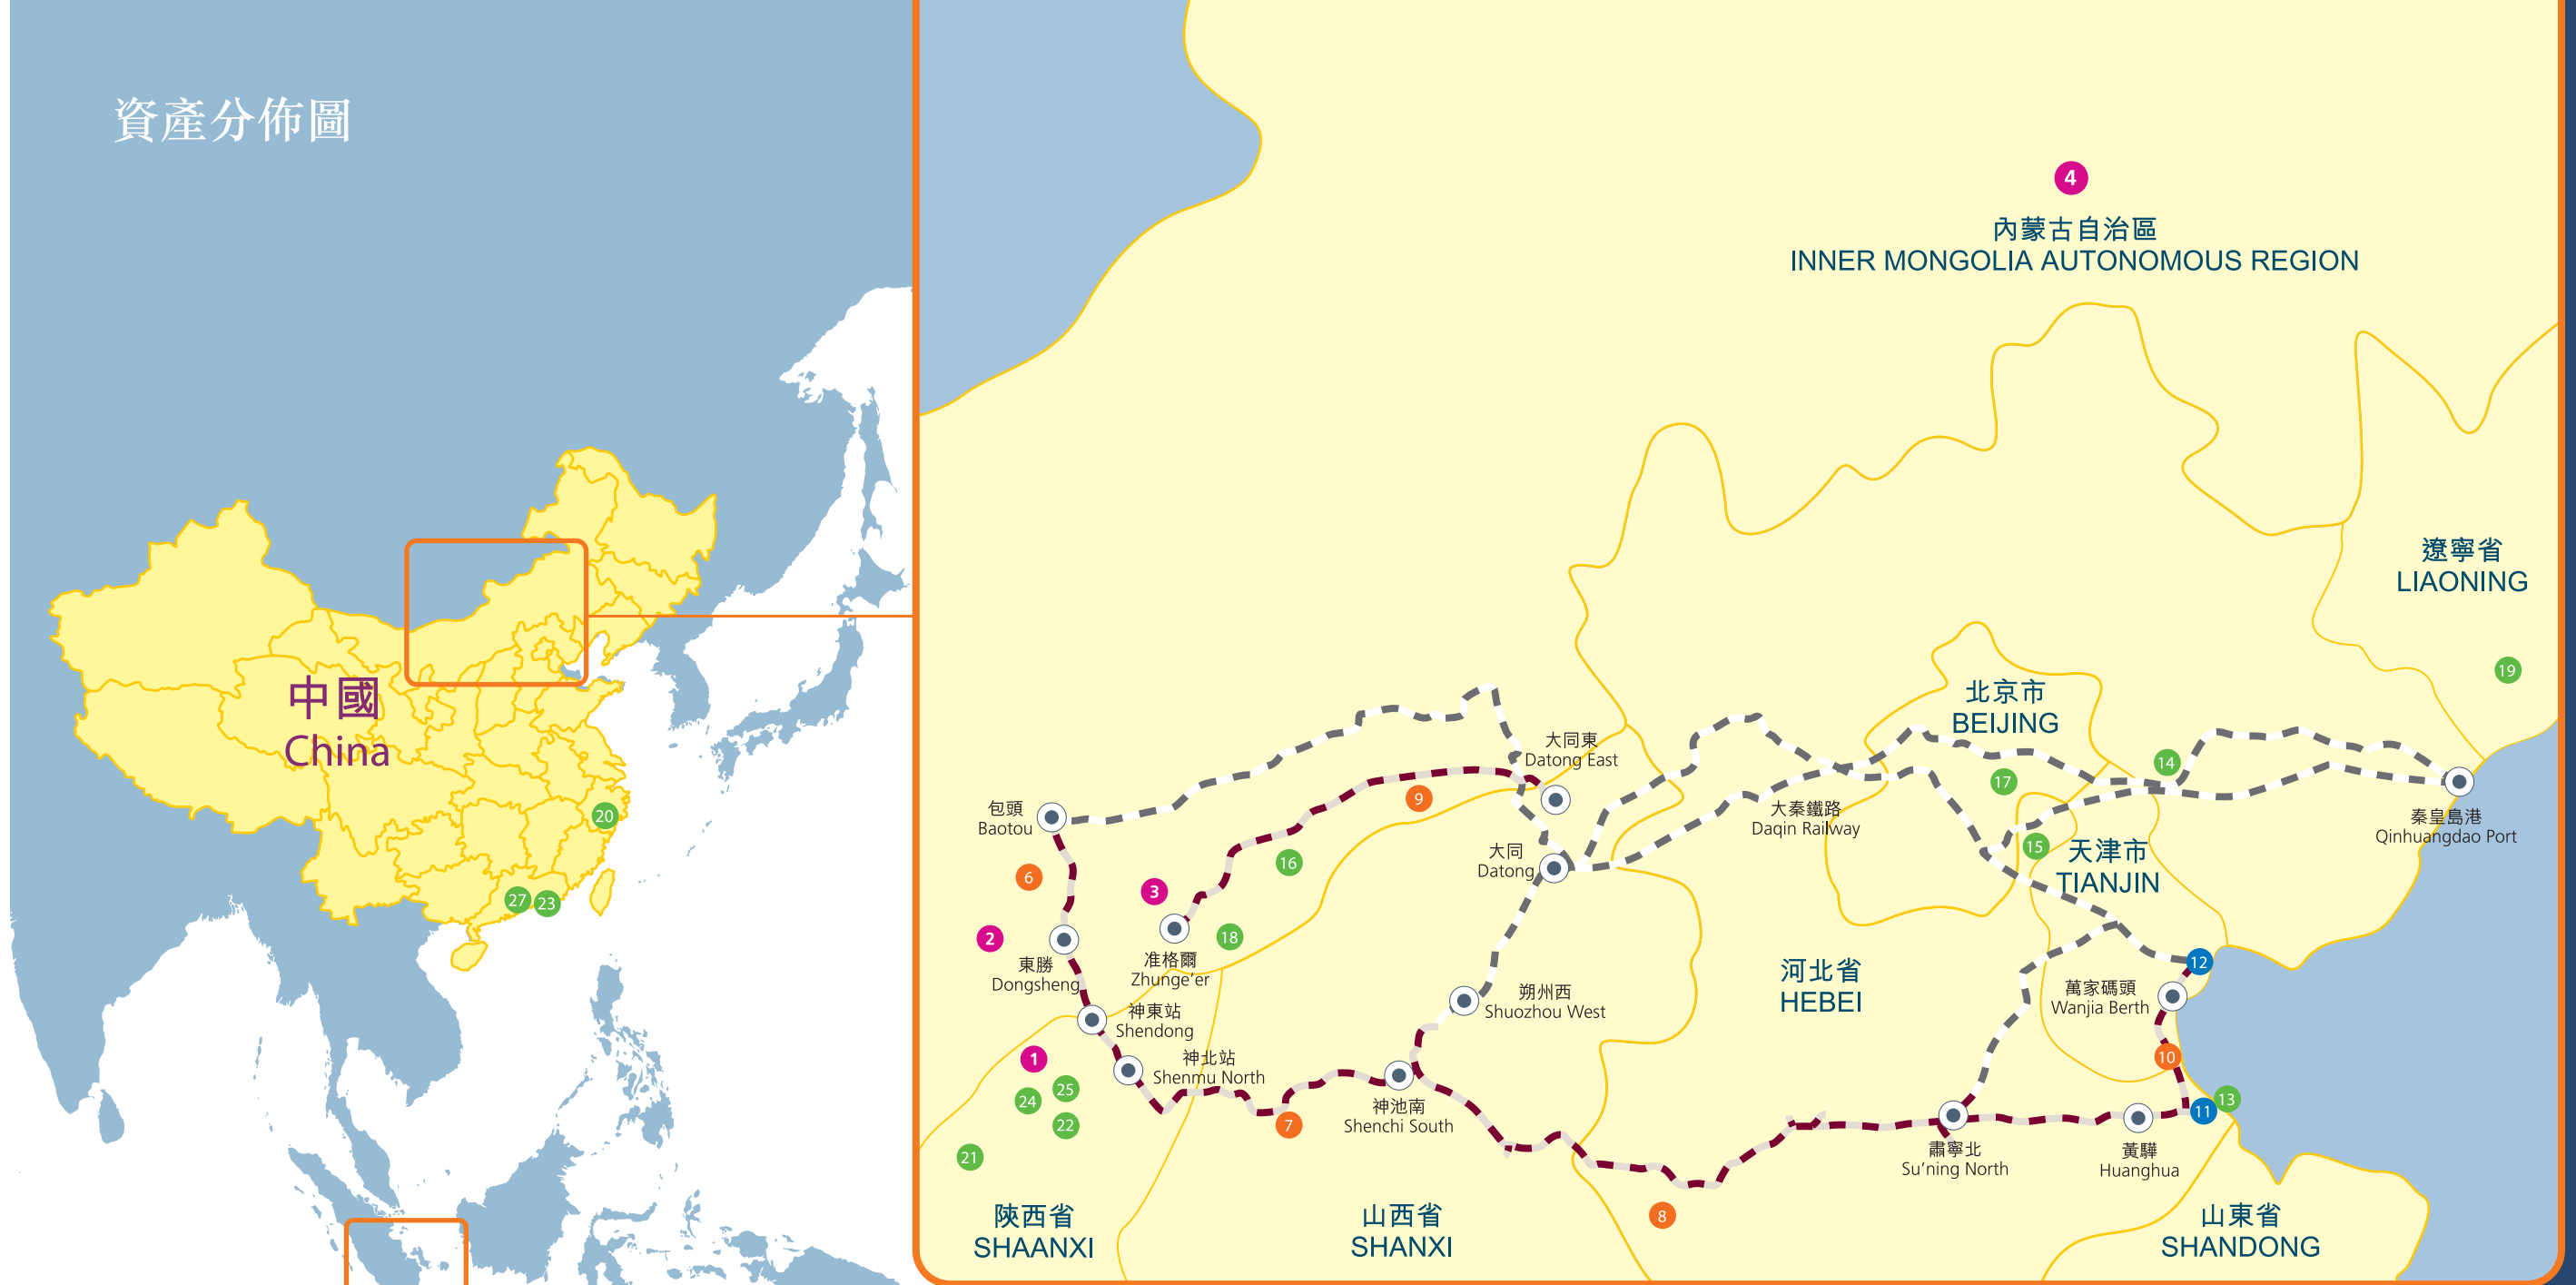 資產分佈圖
中國
China
20
27
23
4
內蒙古自治區
INNER MONGOLIA AUTONOMOUS REGION
遼寧省
LIAONING
19
北京市
BEIJING
大同東
Datong East
14
17
9
包頭
Baotou
大秦鐵路
Daqin Railway
秦皇島港
Qinhuangdao Port
大同
Datong
15
天津市
TIANJIN
16
6
3
2
18
東勝
Dongsheng
准格爾
Zhunge'er
12
河北省
HEBEI
朔州西
Shuozhou West
萬家碼頭
Wanjia Berth
神東站
Shendong
1
神北站
Shenmu North
10
25
24
22
7
神池南
Shenchi South
13
11
21
肅寧北
Su'ning North
黃驊
Huanghua
8
陝西省
SHAANXI
山西省
SHANXI
山東省
SHANDONG